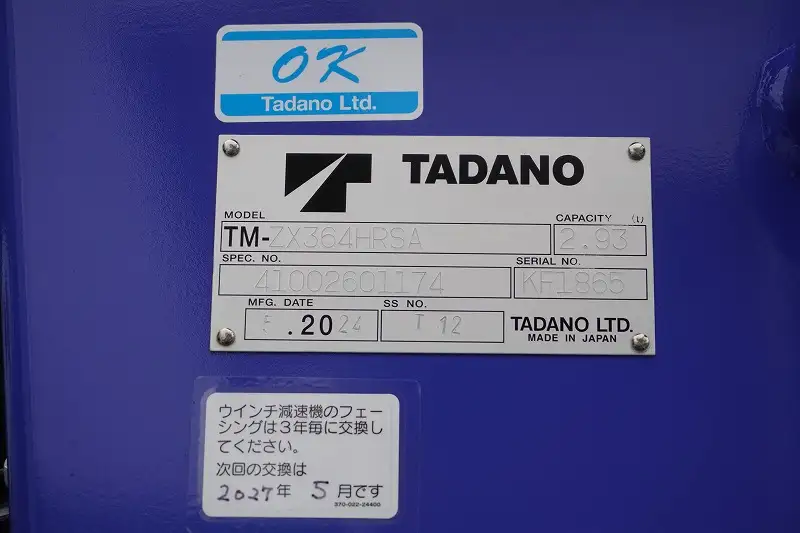 OK
Tadano Ltd.
TADANO
MODEL
CAPACITY (t)
TM-ZX364HRSA
2.93
SPEC. NO.
SERIAL NO.
41002601174
KF1865
MFG. DATE
SS NO.
5 .2024
T 12
TADANO LTD.
MADE IN JAPAN
ウインチ減速機のフェー
シングは3年毎に交換し
てください。
次回の交換は
2027年 5月です
370-022-24400